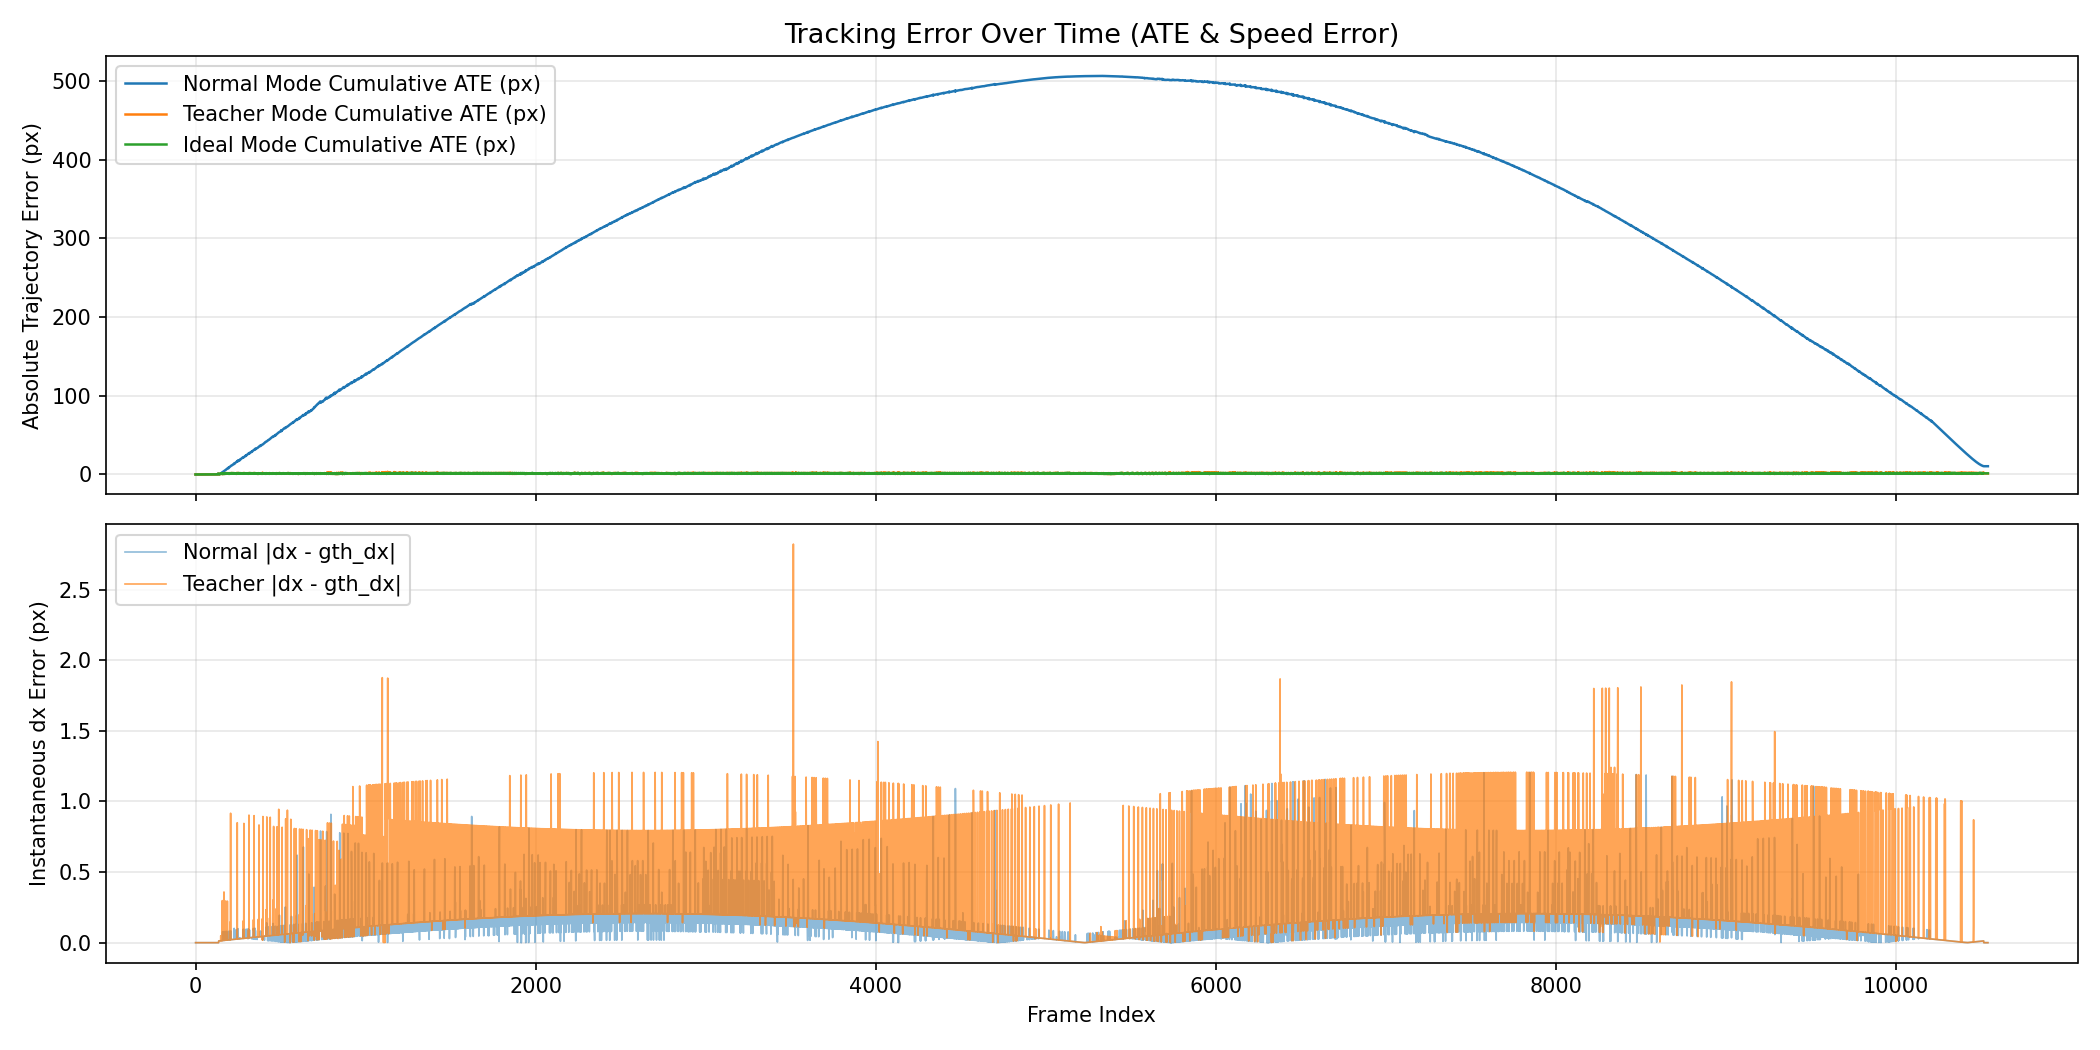 Tracking Error Over Time (ATE & Speed Error)
Absolute Trajectory Error (px)
500
400
300
200
100
0
Normal Mode Cumulative ATE (px)
Teacher Mode Cumulative ATE (px)
Ideal Mode Cumulative ATE (px)
Instantaneous dx Error (px)
2.5
2.0
1.5
1.0
0.5
0.0
Normal |dx - gth_dx|
Teacher |dx - gth_dx|
0 2000 4000 6000 8000 10000
Frame Index